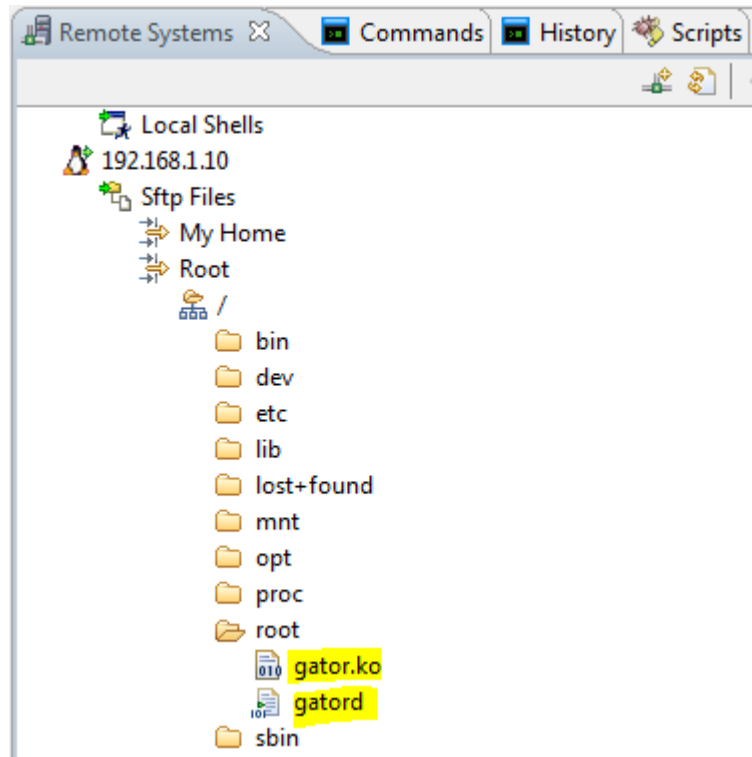 Remote Systems Commands History Scripts
Local Shells
192.168.1.10
Sftp Files
My Home
Root
/
bin
dev
etc
lib
lost+found
mnt
opt
proc
root
gator.ko
gatord
sbin